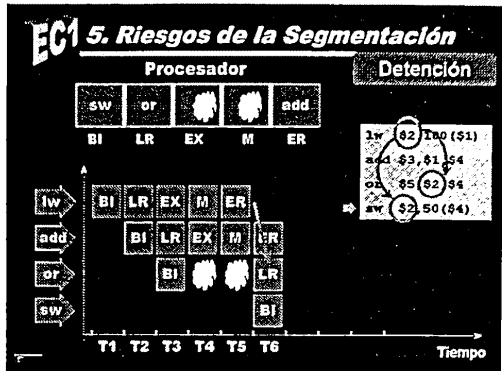 EC1 5. Riesgos de la Segmentación
Procesador
Detención
sw or add
BI LR EX M ER
lw $2,100($1)
add $3,$1,$4
or $5,$2,$4
sw $2,50($4)
lw BI LR EX M ER
add BI LR EX M ER
or BI LR
sw BI
T1 T2 T3 T4 T5 T6
Tiempo